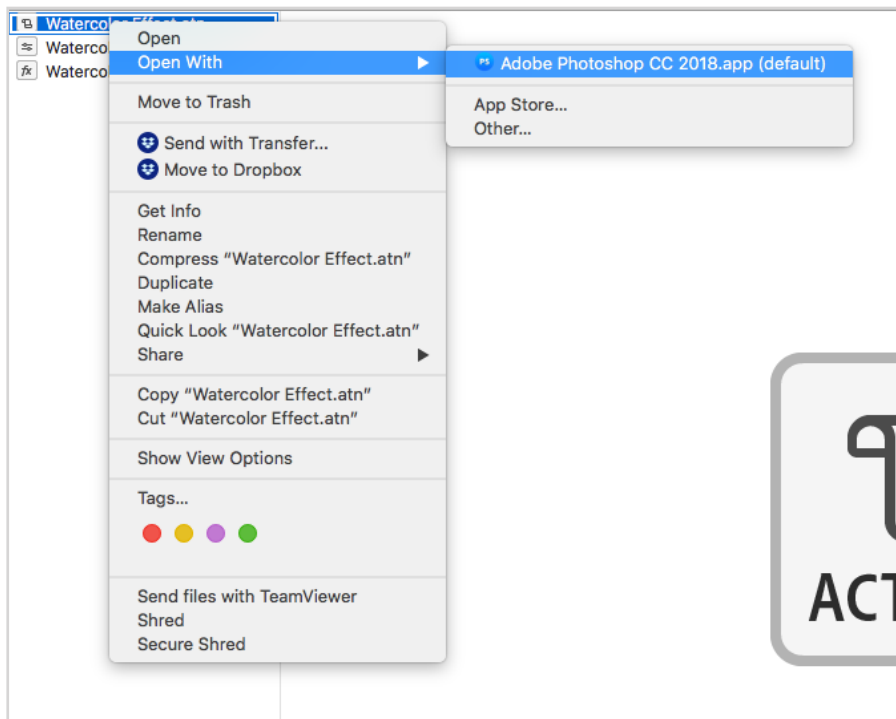 Watercolor Effect.atn
Waterco
fx Waterco
Open
Open With
Ps Adobe Photoshop CC 2018.app (default)
App Store...
Other...
Move to Trash
Send with Transfer...
Move to Dropbox
Get Info
Rename
Compress “Watercolor Effect.atn”
Duplicate
Make Alias
Quick Look “Watercolor Effect.atn”
Share
Copy “Watercolor Effect.atn”
Cut “Watercolor Effect.atn”
Show View Options
Tags...
Send files with TeamViewer
Shred
Secure Shred
ACT